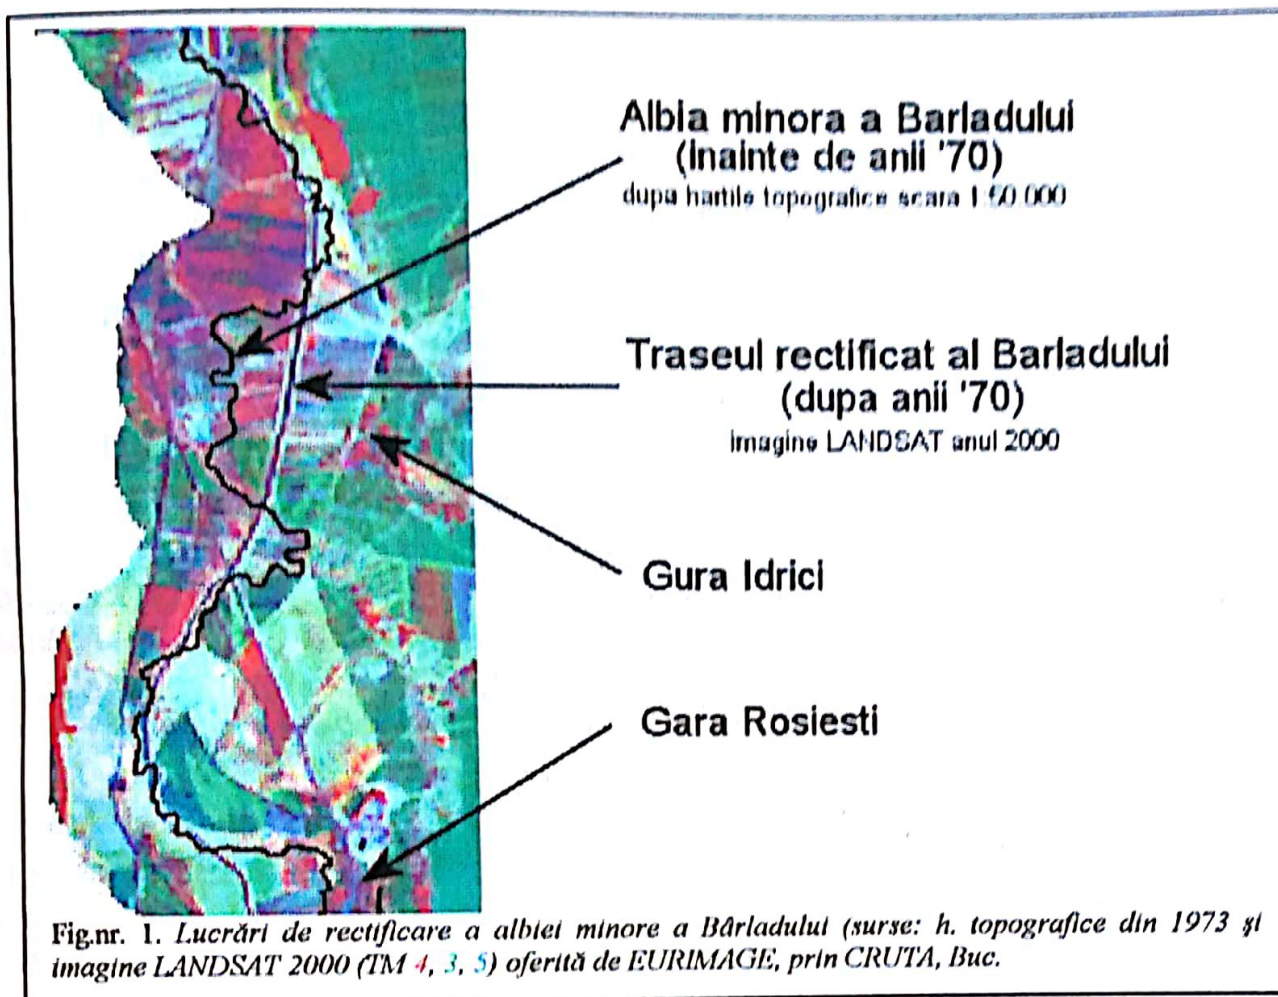 Albia minora a Barladului
(inainte de anii '70)
dupa hartile topografice scara 1:50 000
Traseul rectificat al Barladului
(dupa anii '70)
imagine LANDSAT anul 2000
Gura Idrici
Gara Rosiesti
Fig.nr. 1. Lucrări de rectificare a albiei minore a Bârladului (surse: h. topografice din 1973 şi
imagine LANDSAT 2000 (TM 4, 3, 5) oferită de EURIMAGE, prin CRUTA, Buc.